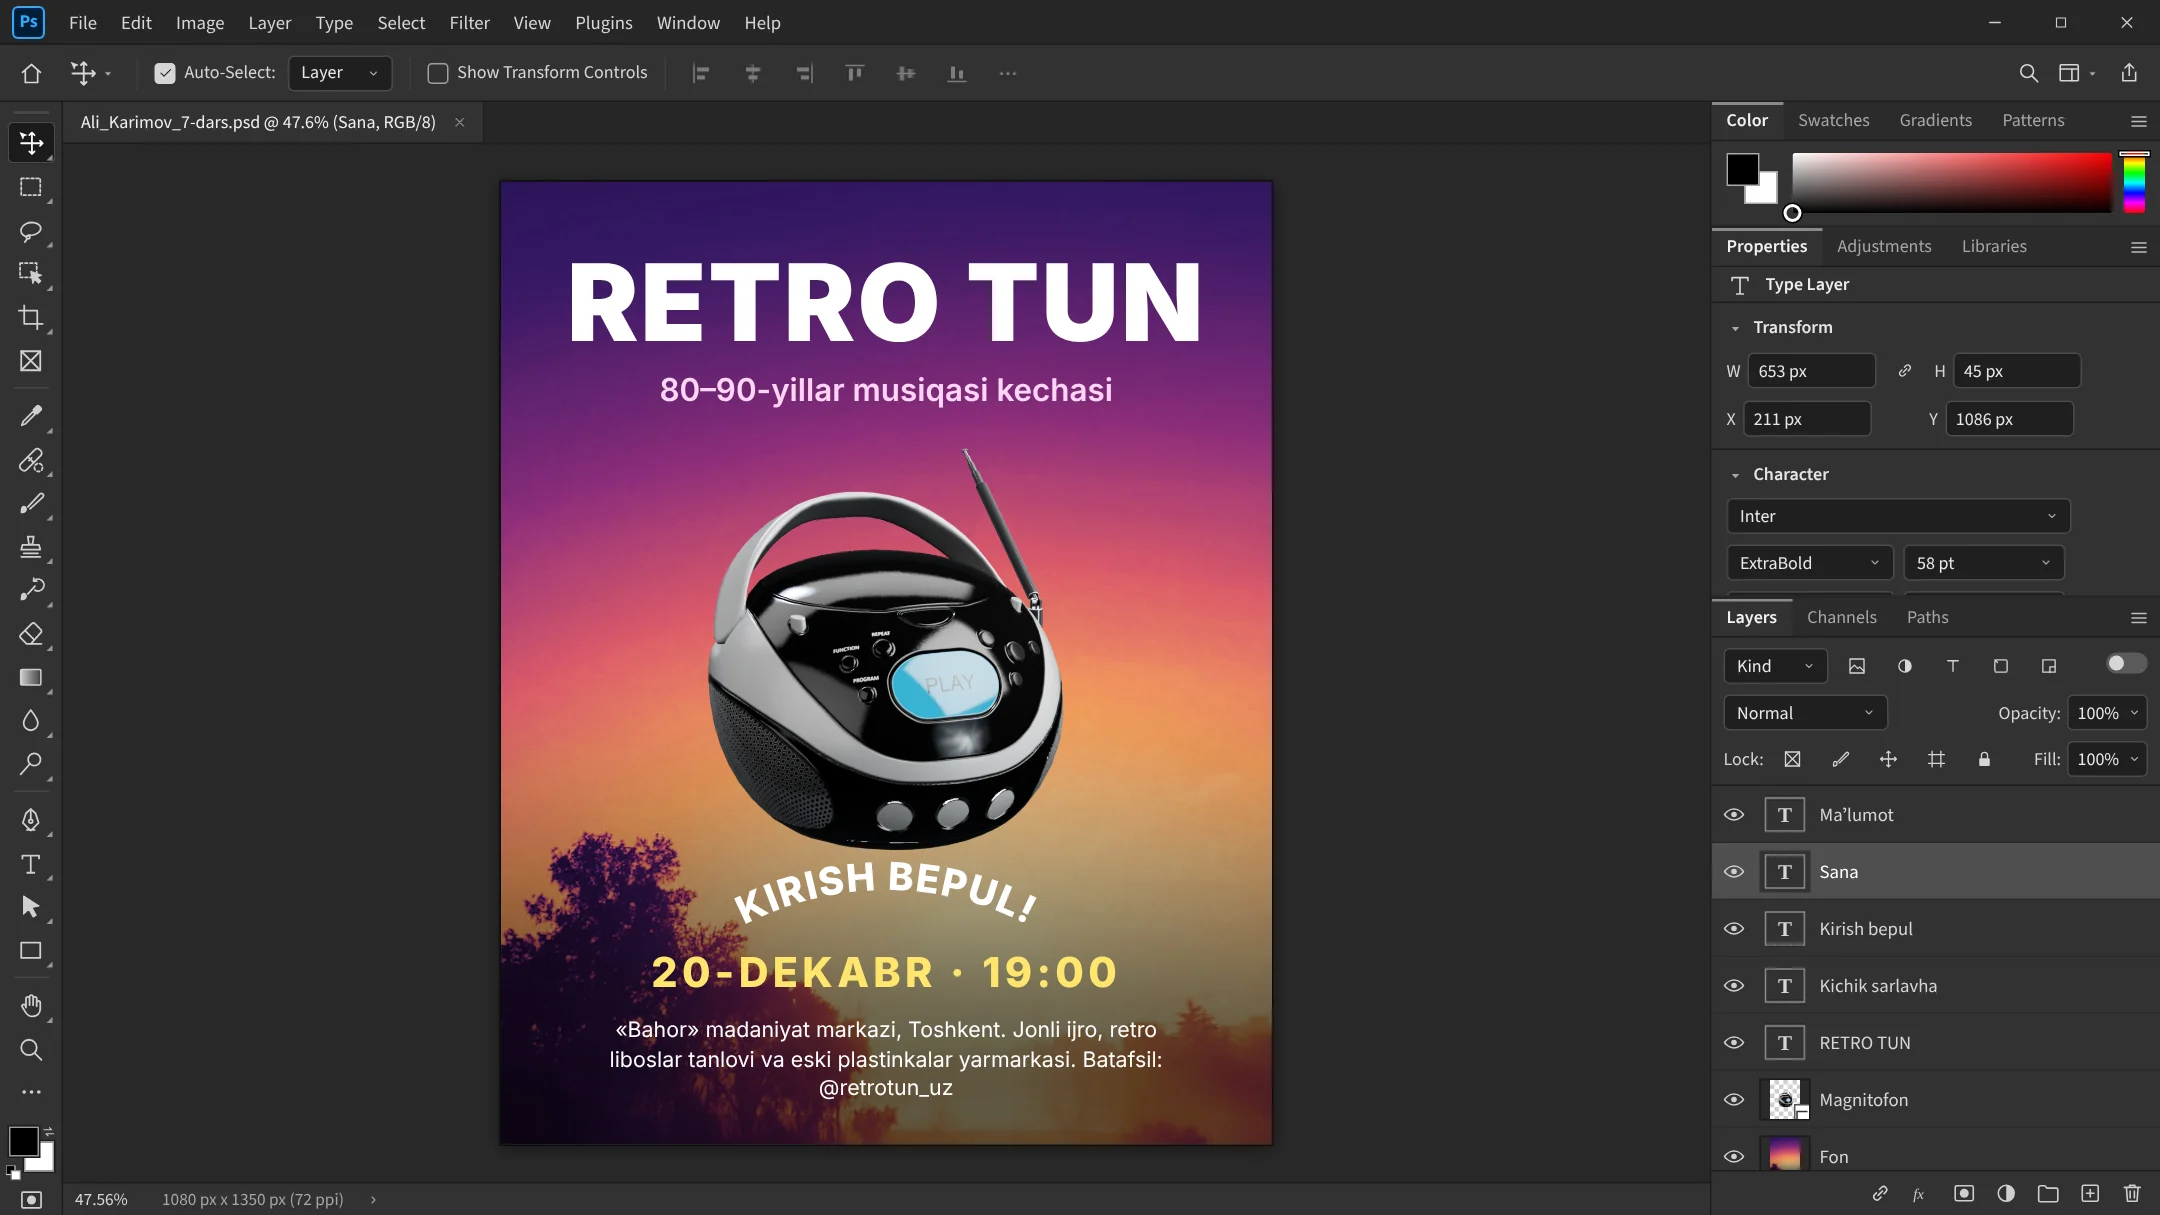 Ps File Edit Image Layer Type Select Filter View Plugins Window Help
Auto-Select: Layer Show Transform Controls
Ali_Karimov_7-dars.psd @ 47.6% (Sana, RGB/8)
RETRO TUN
80–90-yillar musiqasi kechasi
REPEAT
FUNCTION
PROGRAM
PLAY
KIRISH BEPUL!
20-DEKABR · 19:00
«Bahor» madaniyat markazi, Toshkent. Jonli ijro, retro
liboslar tanlovi va eski plastinkalar yarmarkasi. Batafsil:
@retrotun_uz
47.56% 1080 px x 1350 px (72 ppi)
Color Swatches Gradients Patterns
Properties Adjustments Libraries
Type Layer
Transform
W 653 px H 45 px
X 211 px Y 1086 px
Character
Inter
ExtraBold 58 pt
Layers Channels Paths
Kind
Normal Opacity: 100%
Lock: Fill: 100%
Ma’lumot
Sana
Kirish bepul
Kichik sarlavha
RETRO TUN
Magnitofon
Fon
fx